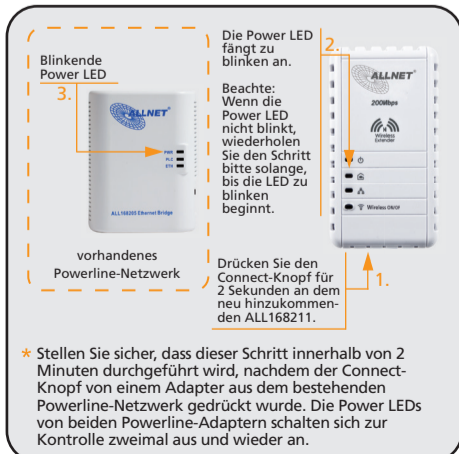 Blinkende
Power LED
3.
ALLNET
PWR
PLC
ETH
ALL168205 Ethernet Bridge
vorhandenes
Powerline-Netzwerk
Die Power LED
fängt zu
blinken an.
Beachte:
Wenn die
Power LED
nicht blinkt,
wiederholen
Sie den Schritt
bitte solange,
bis die LED zu
blinken
beginnt.
2.
ALLNET
200Mbps
Wireless
Extender
Wireless ON/OFF
Drücken Sie den
Connect-Knopf für
2 Sekunden an dem
neu hinzukommen-
den ALL168211.
1.
* Stellen Sie sicher, dass dieser Schritt innerhalb von 2
Minuten durchgeführt wird, nachdem der Connect-
Knopf von einem Adapter aus dem bestehenden
Powerline-Netzwerk gedrückt wurde. Die Power LEDs
von beiden Powerline-Adaptern schalten sich zur
Kontrolle zweimal aus und wieder an.